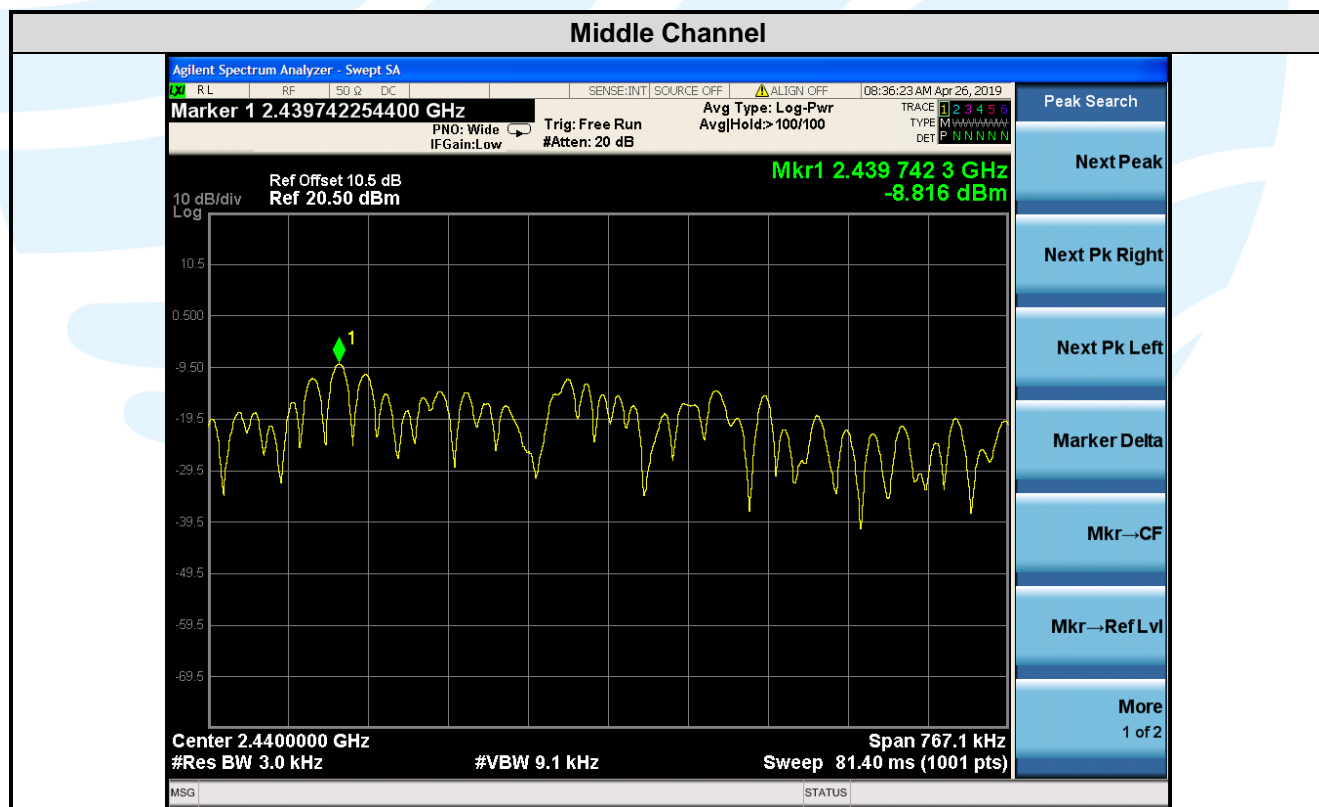 Middle Channel
Agilent Spectrum Analyzer - Swept SA
LXI RL RF 50 Ω DC SENSE:INT SOURCE OFF ALIGN OFF 08:36:23 AM Apr 26, 2019
Marker 1 2.439742254400 GHz
PNO: Wide
IFGain:Low
Trig: Free Run
#Atten: 20 dB
Avg Type: Log-Pwr
Avg|Hold:> 100/100
TRACE 1 2 3 4 5 6
TYPE M
DET P N N N N N
Peak Search
Next Peak
Next Pk Right
Next Pk Left
Marker Delta
Mkr→CF
Mkr→Ref Lvl
More
1 of 2
Mkr1 2.439 742 3 GHz
-8.816 dBm
Ref Offset 10.5 dB
10 dB/div Ref 20.50 dBm
Log
10.5
0.500
1
-9.50
-19.5
-29.5
-39.5
-49.5
-59.5
-69.5
Center 2.4400000 GHz Span 767.1 kHz
#Res BW 3.0 kHz #VBW 9.1 kHz Sweep 81.40 ms (1001 pts)
MSG STATUS